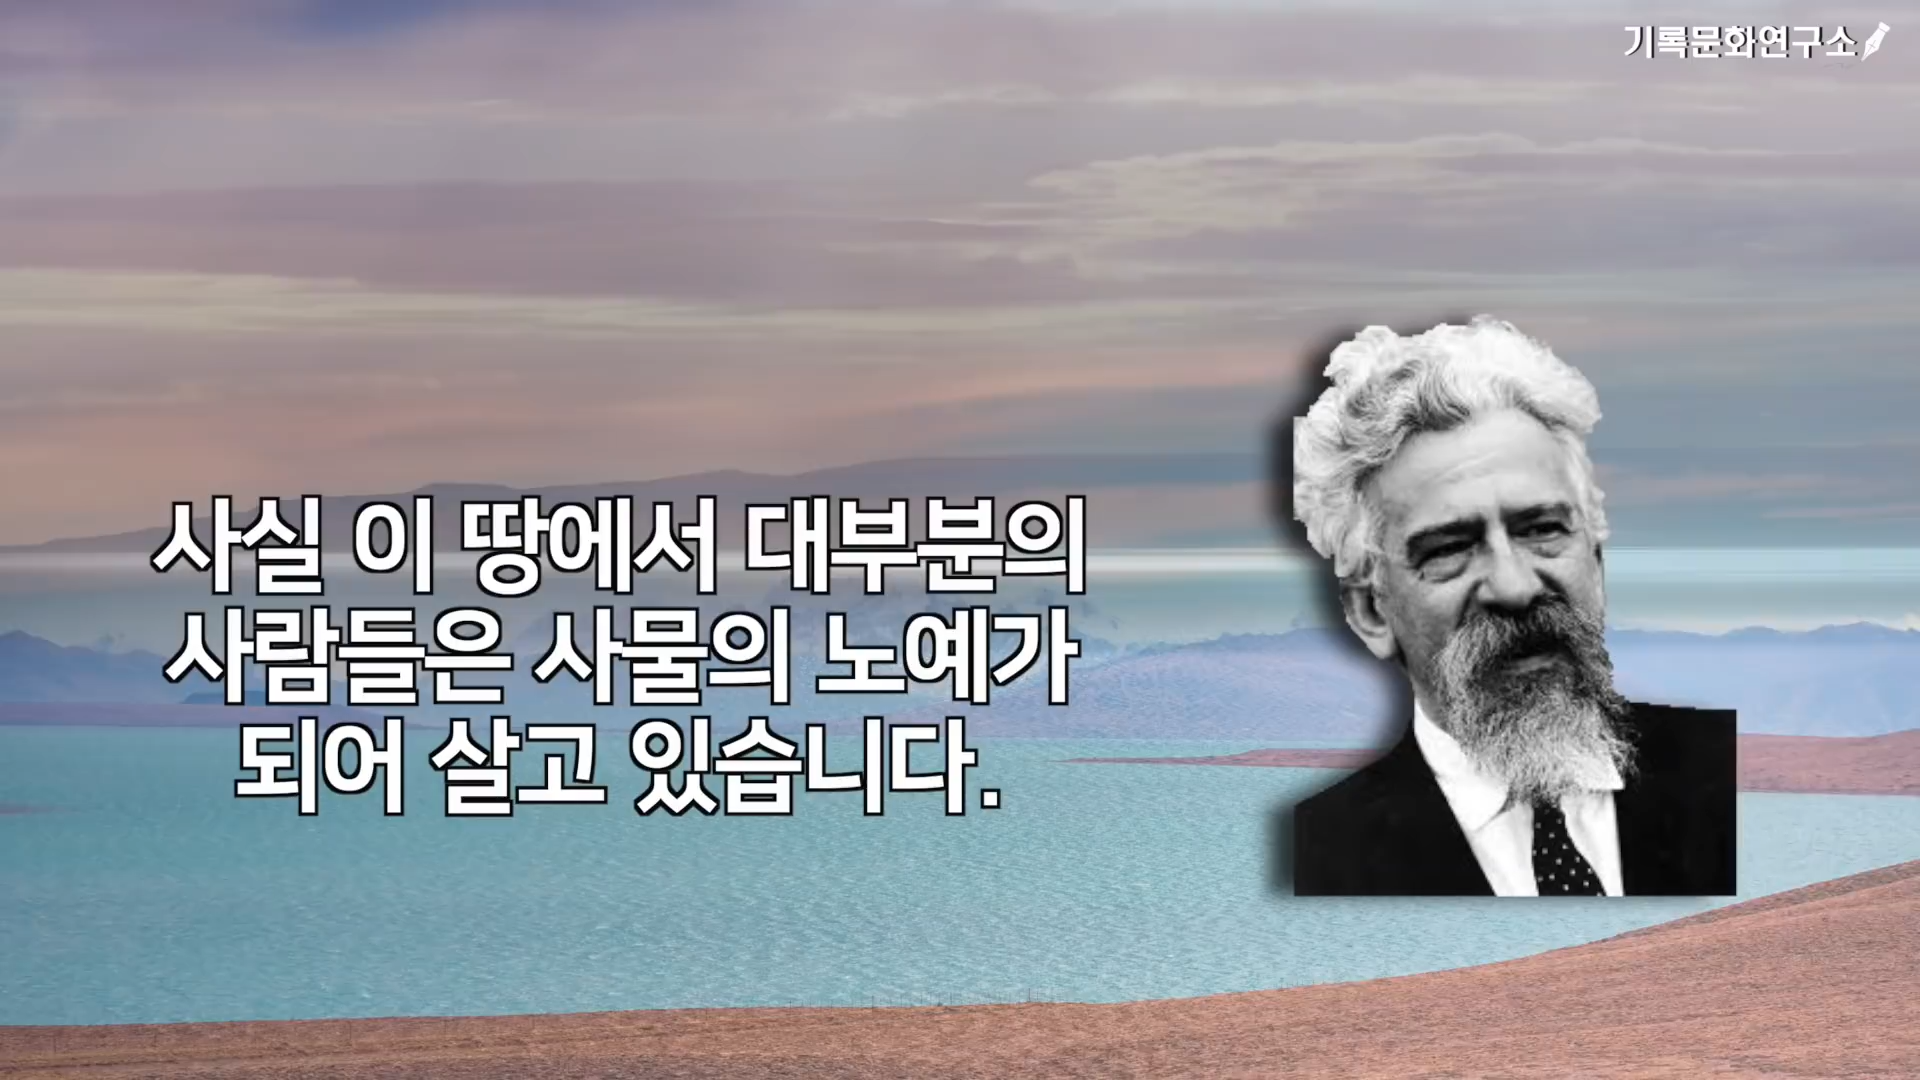 기록문화연구소
사실 이 땅에서 대부분의
사람들은 사물의 노예가
되어 살고 있습니다.